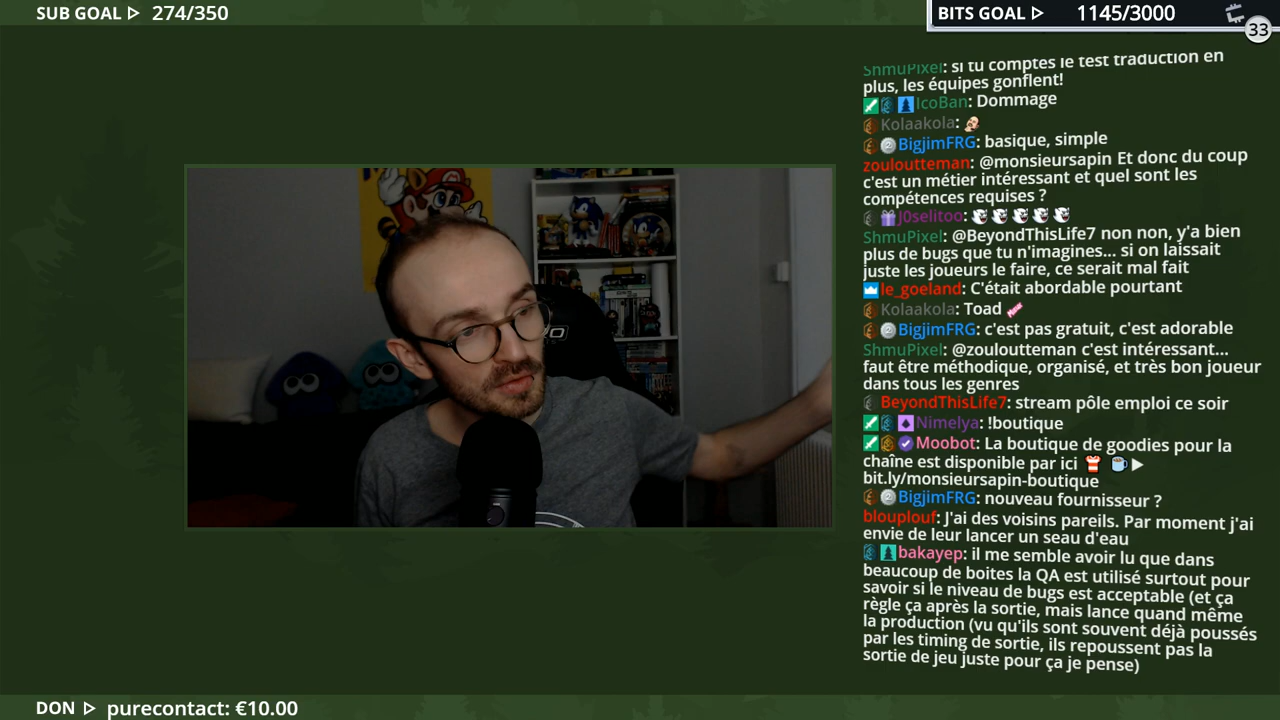 SUB GOAL ▷ 274/350
BITS GOAL ▷ 1145/3000
33
ShmuPixel: si tu comptes le test traduction en
plus, les équipes gonflent!
IcoBan: Dommage
Kolaakola:
BigjimFRG: basique, simple
zouloutteman: @monsieursapin Et donc du coup
c'est un métier intéressant et quel sont les
compétences requises ?
J0selitoo:
ShmuPixel: @BeyondThisLife7 non non, y'a bien
plus de bugs que tu n'imagines... si on laissait
juste les joueurs le faire, ce serait mal fait
le_goeland: C'était abordable pourtant
Kolaakola: Toad
BigjimFRG: c'est pas gratuit, c'est adorable
ShmuPixel: @zouloutteman c'est intéressant...
faut être méthodique, organisé, et très bon joueur
dans tous les genres
BeyondThisLife7: stream pôle emploi ce soir
Nimelya: !boutique
Moobot: La boutique de goodies pour la
chaîne est disponible par ici ▶
bit.ly/monsieursapin-boutique
BigjimFRG: nouveau fournisseur ?
blouplouf: J'ai des voisins pareils. Par moment j'ai
envie de leur lancer un seau d'eau
bakayep: il me semble avoir lu que dans
beaucoup de boites la QA est utilisé surtout pour
savoir si le niveau de bugs est acceptable (et ça
règle ça après la sortie, mais lance quand même
la production (vu qu'ils sont souvent déjà poussés
par les timing de sortie, ils repoussent pas la
sortie de jeu juste pour ça je pense)
DON ▷ purecontact: €10.00